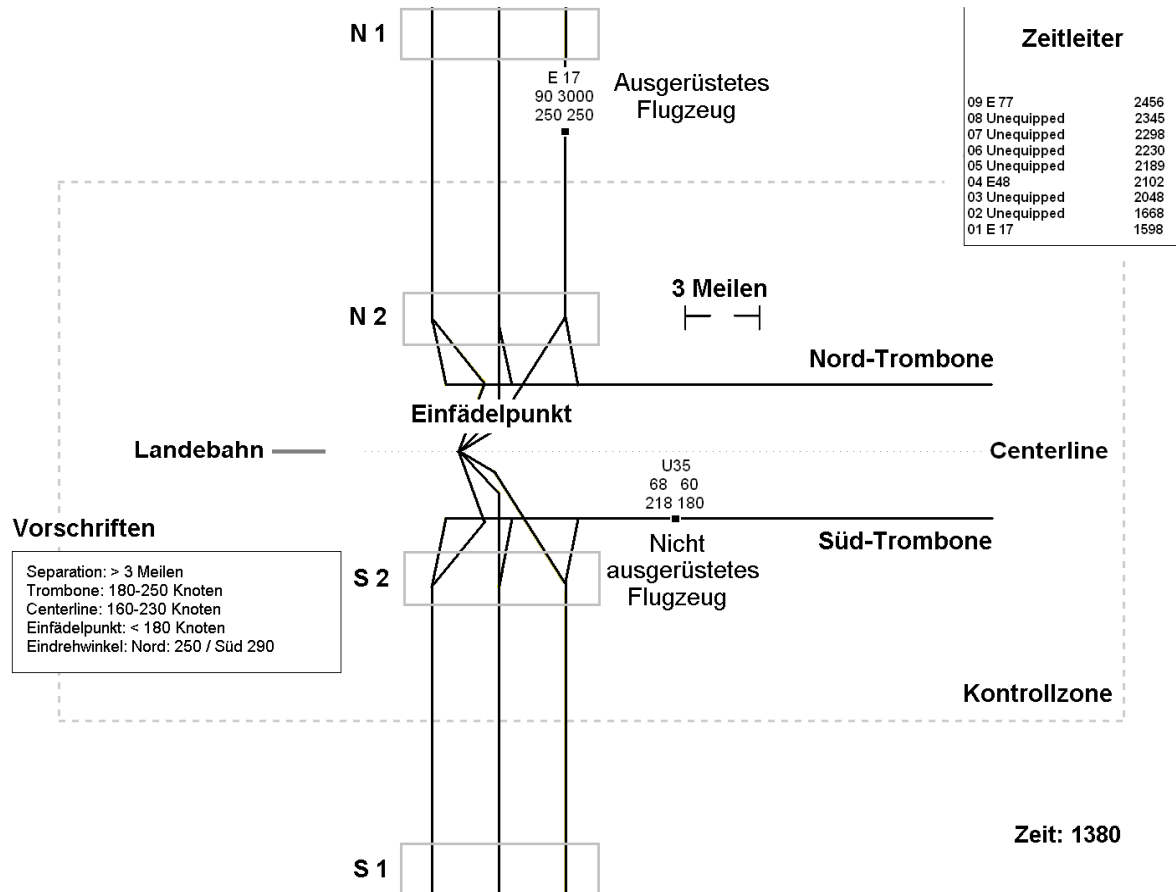 N 1
E 17
90 3000
250 250
Ausgerüstetes
Flugzeug
Zeitleiter
09 E 77 2456
08 Unequipped 2345
07 Unequipped 2298
06 Unequipped 2230
05 Unequipped 2189
04 E48 2102
03 Unequipped 2048
02 Unequipped 1668
01 E 17 1598
N 2
3 Meilen
Nord-Trombone
Einfädelpunkt
Landebahn
Centerline
U35
68 60
218 180
Vorschriften
Separation: > 3 Meilen
Trombone: 180-250 Knoten
Centerline: 160-230 Knoten
Einfädelpunkt: < 180 Knoten
Eindrehwinkel: Nord: 250 / Süd 290
Süd-Trombone
Nicht
ausgerüstetes
Flugzeug
S 2
Kontrollzone
Zeit: 1380
S 1